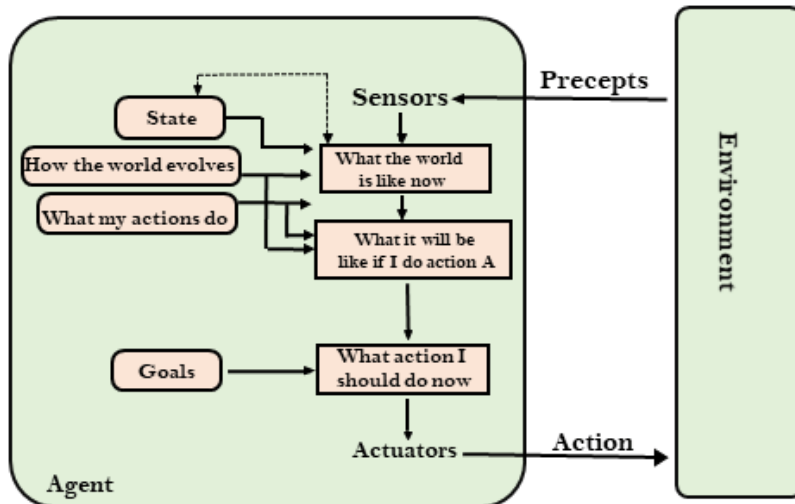 Precepts
Sensors
State
How the world evolves
What the world
is like now
What my actions do
What it will be
like if I do action A
Environment
Goals
What action I
should do now
Actuators
Action
Agent